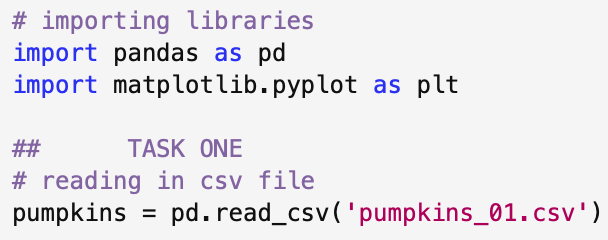 # importing libraries
import pandas as pd
import matplotlib.pyplot as plt
##      TASK ONE
# reading in csv file
pumpkins = pd.read_csv('pumpkins_01.csv')